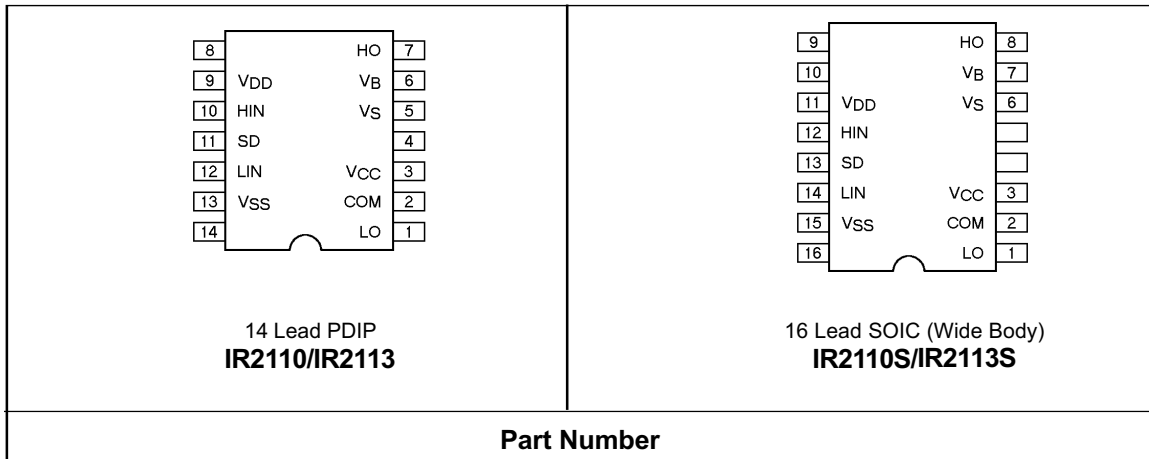 8 HO 7
9 VDD VB 6
10 HIN VS 5
11 SD 4
12 LIN VCC 3
13 VSS COM 2
14 LO 1
14 Lead PDIP
IR2110/IR2113
9 HO 8
10 VB 7
11 VDD VS 6
12 HIN
13 SD
14 LIN VCC 3
15 VSS COM 2
16 LO 1
16 Lead SOIC (Wide Body)
IR2110S/IR2113S
Part Number